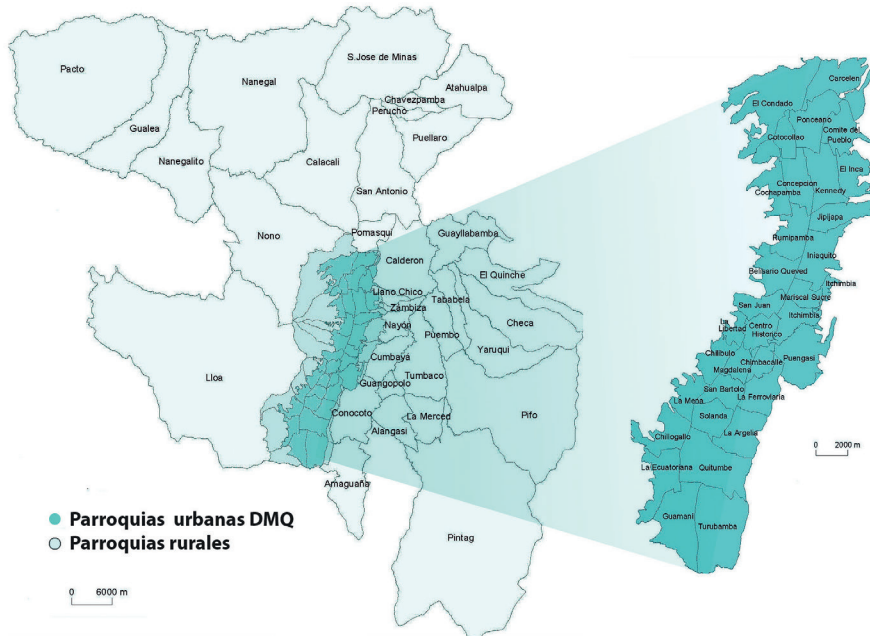 S.Jose de Minas
Pacto
Nanegal
Atahualpa
Chavezpamba
Perucho
Gualea
Puellaro
Nanegalito
Calacali
San Antonio
Nono
Pomasqui
Guayllabamba
Calderon
El Quinche
Llano Chico
Tababela
Zambiza
Checa
Nayón
Puembo
Yaruqui
Cumbayá
Lloa
Tumbaco
Guangopolo
Conocoto
La Merced
Pifo
Alangasi
Amaguaña
Pintag
Carcelen
El Condado
Ponceano
Comite del
Pueblo
Cotocollao
El Inca
Concepción
Kennedy
Cochapamba
Jipijapa
Rumipamba
Iniaquito
Belisario Queved
Itchimbia
Mariscal Sucre
San Juan
Itchimbia
La
Libertad
Centro
Historico
Chilibulo
Chimbacalle
Puengasi
Magdalena
San Bartolo
La Ferroviaria
La Mena
Solanda
La Argelia
Chillogallo
La Ecuatoriana
Quitumbe
Guamani
Turubamba
0 2000 m
Parroquias urbanas DMQ
Parroquias rurales
0 6000 m